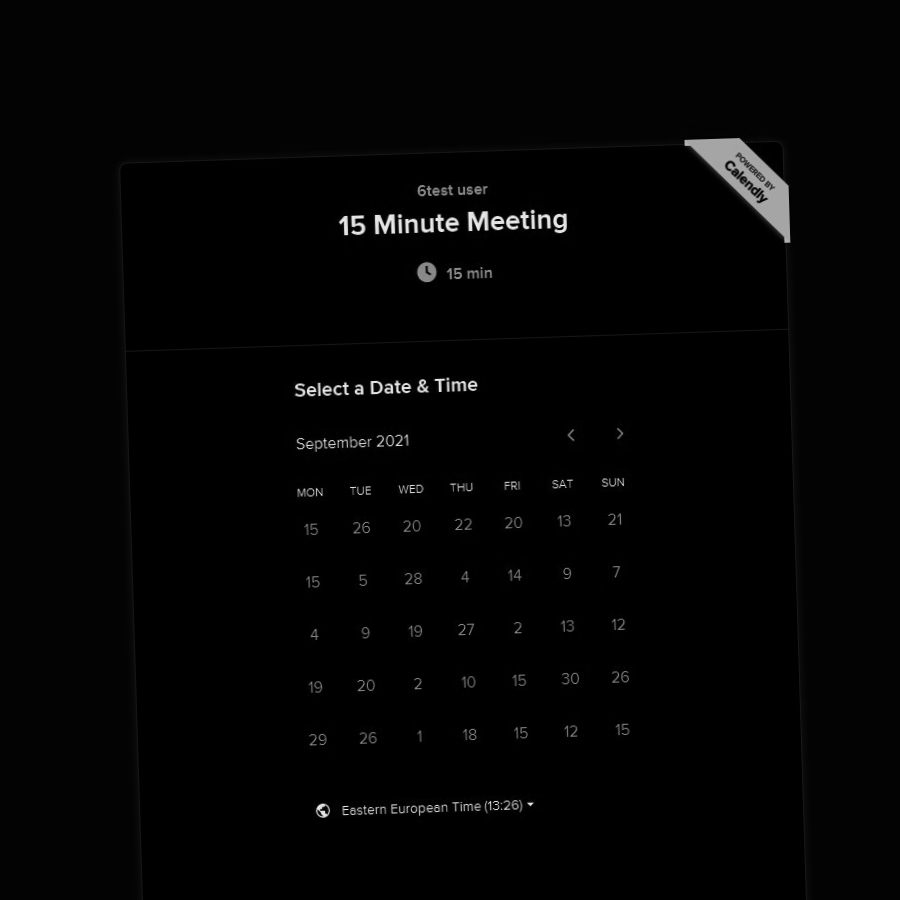 POWERED BY
Calendly
6test user
15 Minute Meeting
15 min
Select a Date & Time
September 2021
MON TUE WED THU FRI SAT SUN
15 26 20 22 20 13 21
15 5 28 4 14 9 7
4 9 19 27 2 13 12
19 20 2 10 15 30 26
29 26 1 18 15 12 15
Eastern European Time (13:26)